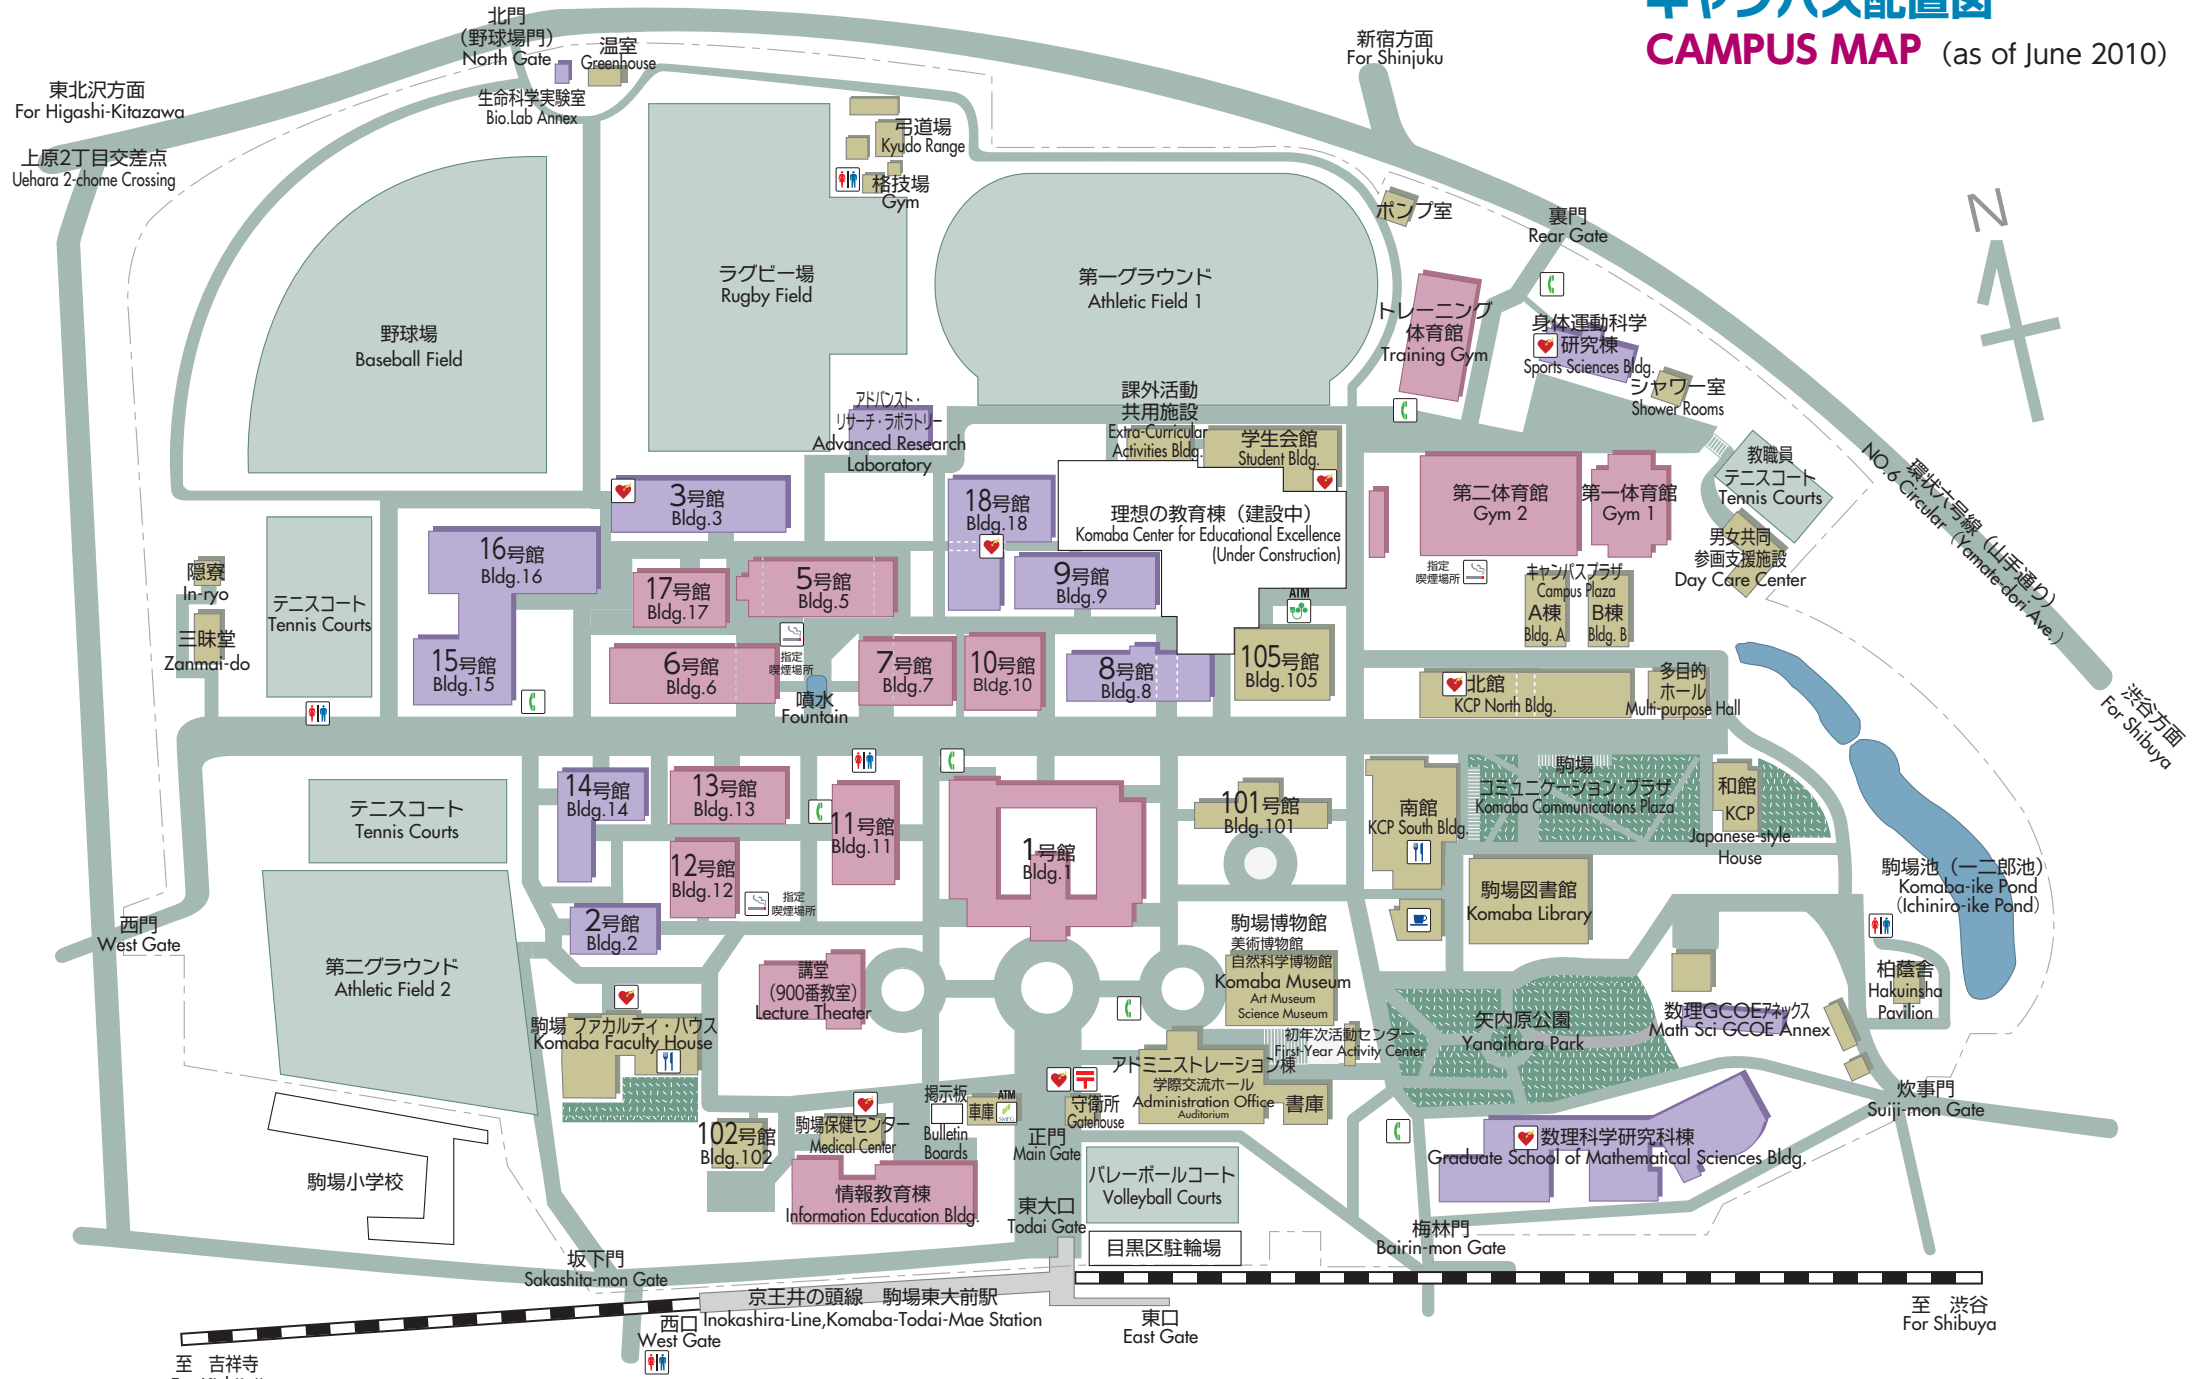 キャンパス配置図
CAMPUS MAP (as of June 2010)
北門
(野球場門)
North Gate
温室
Greenhouse
生命科学実験室
Bio.Lab Annex
東北沢方面
For Higashi-Kitazawa
上原2丁目交差点
Uehara 2-chome Crossing
新宿方面
For Shinjuku
弓道場
Kyudo Range
格技場
Gym
ポンプ室
裏門
Rear Gate
N
野球場
Baseball Field
ラグビー場
Rugby Field
第一グラウンド
Athletic Field 1
トレーニング
体育館
Training Gym
身体運動科学
研究棟
Sports Sciences Bldg.
シャワー室
Shower Rooms
アドバンスト・
リサーチ・ラボラトリー
Advanced Research
Laboratory
課外活動
共用施設
Extra-Curricular
Activities Bldg.
学生会館
Student Bldg.
教職員
テニスコート
Tennis Courts
環状六号線（山手通り）
NO.6 Circular (Yamate-dori Ave.)
3号館
Bldg.3
18号館
Bldg.18
理想の教育棟（建設中）
Komaba Center for Educational Excellence
(Under Construction)
第二体育館
Gym 2
第一体育館
Gym 1
男女共同
参画支援施設
Day Care Center
16号館
Bldg.16
17号館
Bldg.17
5号館
Bldg.5
9号館
Bldg.9
ATM
指定
喫煙場所
キャンパスプラザ
Campus Plaza
A棟
Bldg. A
B棟
Bldg. B
隠寮
In-ryo
三昧堂
Zanmai-do
テニスコート
Tennis Courts
15号館
Bldg.15
6号館
Bldg.6
指定
喫煙場所
噴水
Fountain
7号館
Bldg.7
10号館
Bldg.10
8号館
Bldg.8
105号館
Bldg.105
北館
KCP North Bldg.
多目的
ホール
Multi-purpose Hall
渋谷方面
For Shibuya
テニスコート
Tennis Courts
14号館
Bldg.14
13号館
Bldg.13
11号館
Bldg.11
12号館
Bldg.12
指定
喫煙場所
1号館
Bldg.1
101号館
Bldg.101
南館
KCP South Bldg.
駒場
コミュニケーション・プラザ
Komaba Communications Plaza
和館
KCP
Japanese-style
House
駒場図書館
Komaba Library
駒場池（一二郎池）
Komaba-ike Pond
(Ichiniro-ike Pond)
西門
West Gate
2号館
Bldg.2
第二グラウンド
Athletic Field 2
講堂
（900番教室）
Lecture Theater
駒場博物館
美術博物館
自然科学博物館
Komaba Museum
Art Museum
Science Museum
駒場 ファカルティ・ハウス
Komaba Faculty House
初年次活動センター
First-Year Activity Center
矢内原公園
Yangihara Park
数理GCOEアネックス
Math Sci GCOE Annex
柏蔭舎
Hakuinsha
Pavilion
アドミニストレーション棟
学際交流ホール
Administration Office
Auditorium
書庫
炊事門
Suiji-mon Gate
102号館
Bldg.102
駒場保健センター
Medical Center
掲示板
Bulletin
Boards
車庫
ATM
SMFG
守衛所
Gatehouse
正門
Main Gate
数理科学研究科棟
Graduate School of Mathematical Sciences Bldg.
駒場小学校
情報教育棟
Information Education Bldg.
バレーボールコート
Volleyball Courts
東大口
Todai Gate
目黒区駐輪場
梅林門
Bairin-mon Gate
坂下門
Sakashita-mon Gate
京王井の頭線　駒場東大前駅
Inokashira-Line,Komaba-Todai-Mae Station
西口
West Gate
東口
East Gate
至　渋谷
For Shibuya
至　吉祥寺